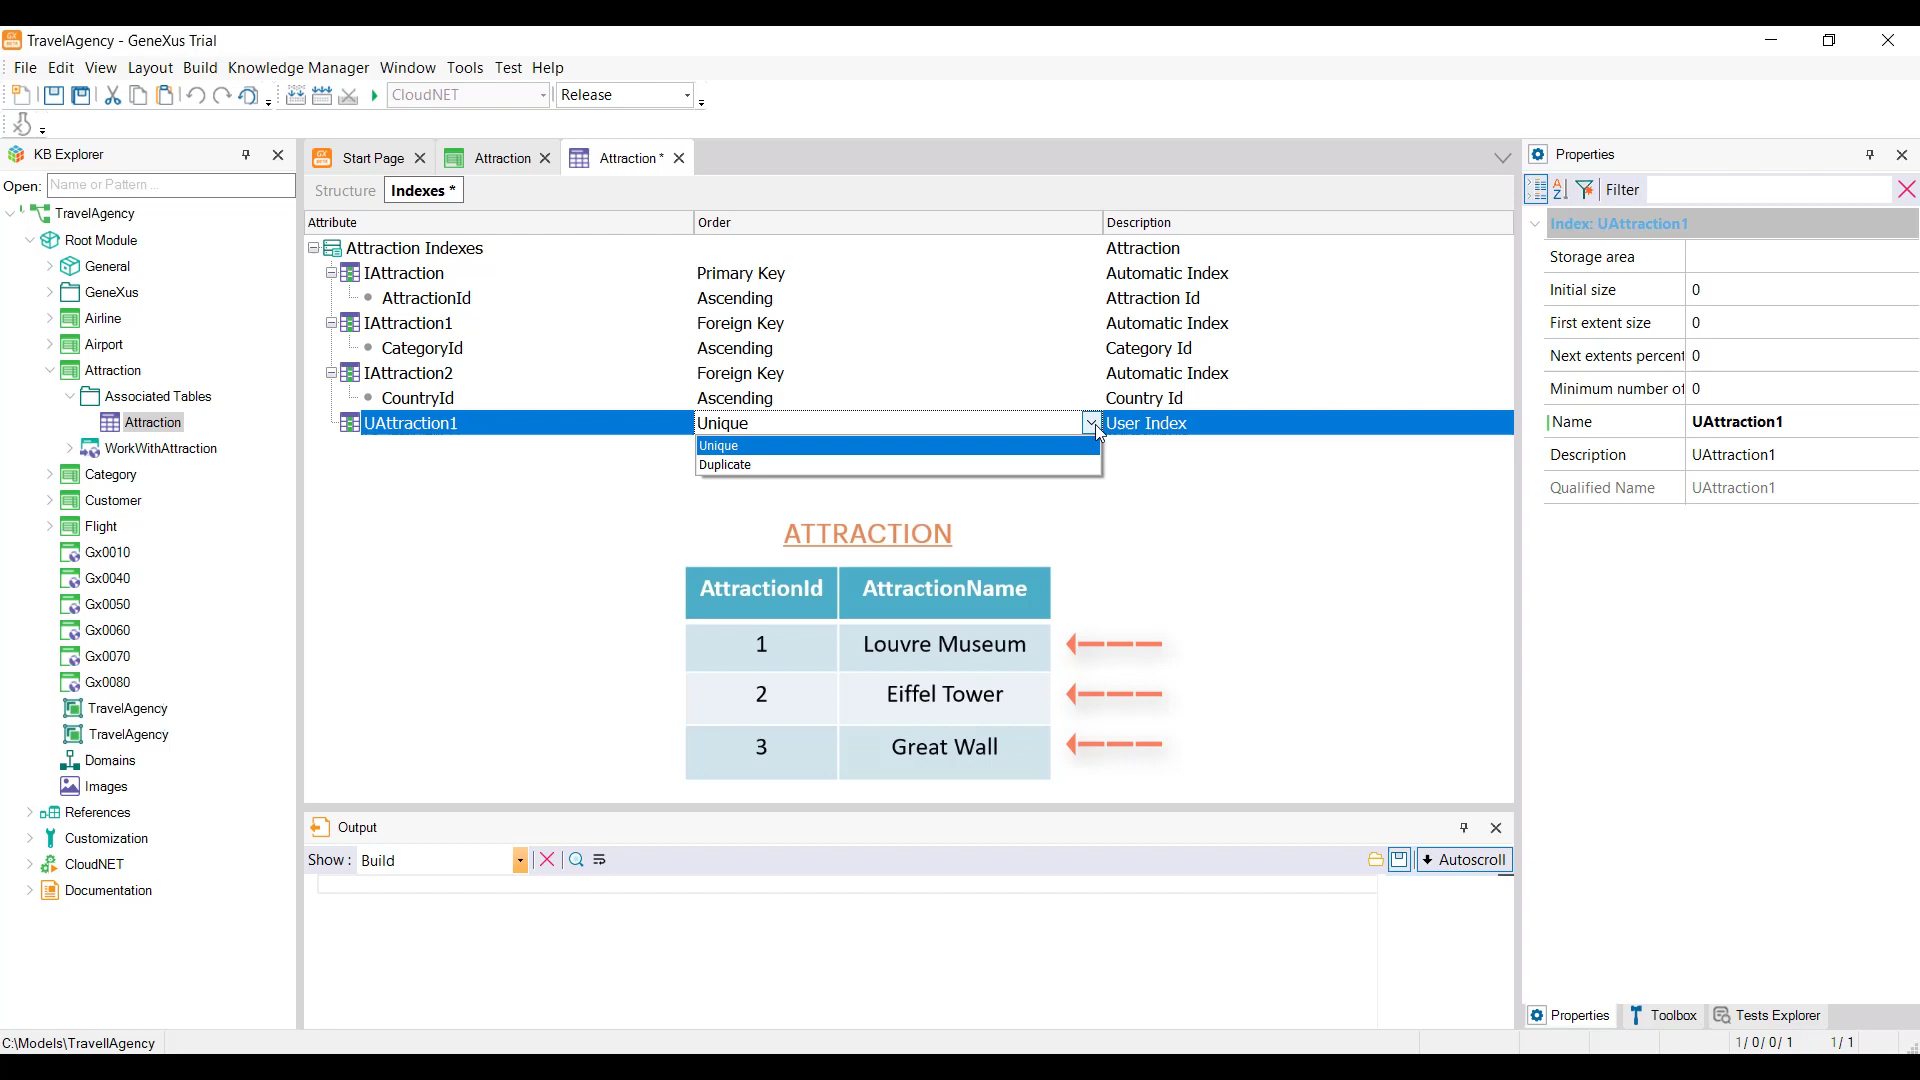 TravelAgency - GeneXus Trial
File Edit View Layout Build Knowledge Manager Window Tools Test Help
CloudNET Release
KB Explorer
Open: Name or Pattern ...
TravelAgency
Root Module
General
GeneXus
Airline
Airport
Attraction
Associated Tables
Attraction
WorkWithAttraction
Category
Customer
Flight
Gx0010
Gx0040
Gx0050
Gx0060
Gx0070
Gx0080
TravelAgency
TravelAgency
Domains
Images
References
Customization
CloudNET
Documentation
Start Page Attraction Attraction *
Structure Indexes *
Attribute Order Description
Attraction Indexes Attraction
IAttraction Primary Key Automatic Index
AttractionId Ascending Attraction Id
IAttraction1 Foreign Key Automatic Index
CategoryId Ascending Category Id
IAttraction2 Foreign Key Automatic Index
CountryId Ascending Country Id
UAttraction1 Unique User Index
Unique
Duplicate
ATTRACTION
AttractionId AttractionName
1 Louvre Museum
2 Eiffel Tower
3 Great Wall
Output
Show: Build Autoscroll
Properties
Filter
Index: UAttraction1
Storage area
Initial size 0
First extent size 0
Next extents percent 0
Minimum number of 0
Name UAttraction1
Description UAttraction1
Qualified Name UAttraction1
Properties Toolbox Tests Explorer
C:\Models\TravellAgency 1/ 0/ 0/ 1 1/ 1